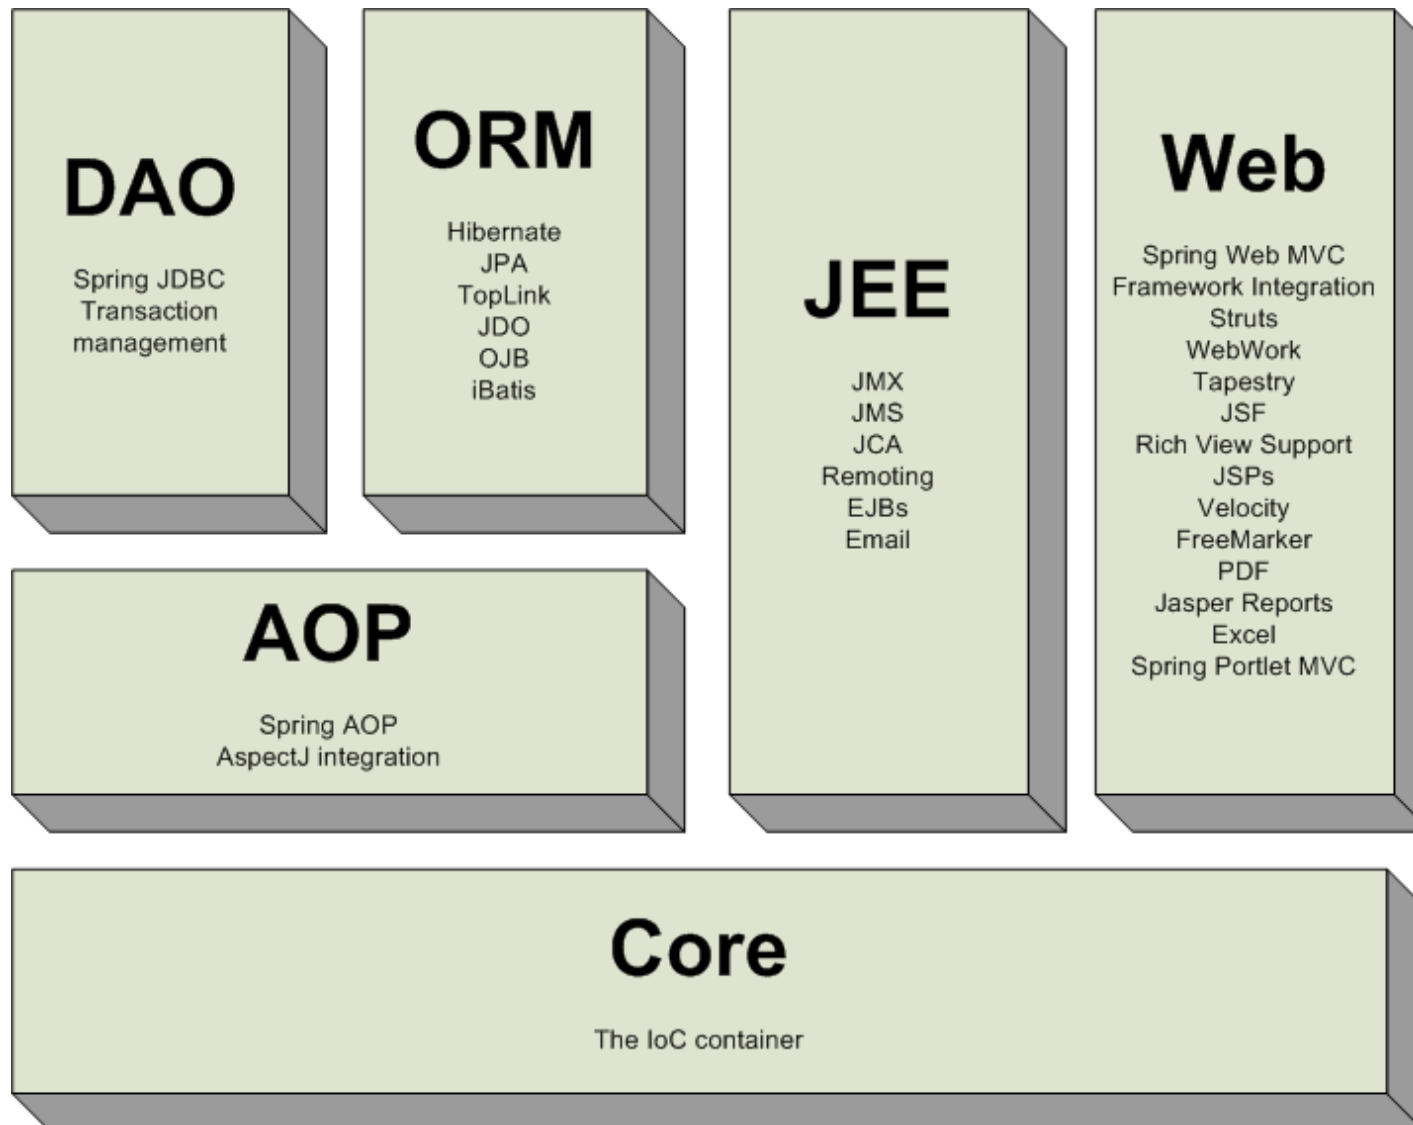 DAO
Spring JDBC
Transaction
management
ORM
Hibernate
JPA
TopLink
JDO
OJB
iBatis
JEE
JMX
JMS
JCA
Remoting
EJBs
Email
Web
Spring Web MVC
Framework Integration
Struts
WebWork
Tapestry
JSF
Rich View Support
JSPs
Velocity
FreeMarker
PDF
Jasper Reports
Excel
Spring Portlet MVC
AOP
Spring AOP
AspectJ integration
Core
The IoC container